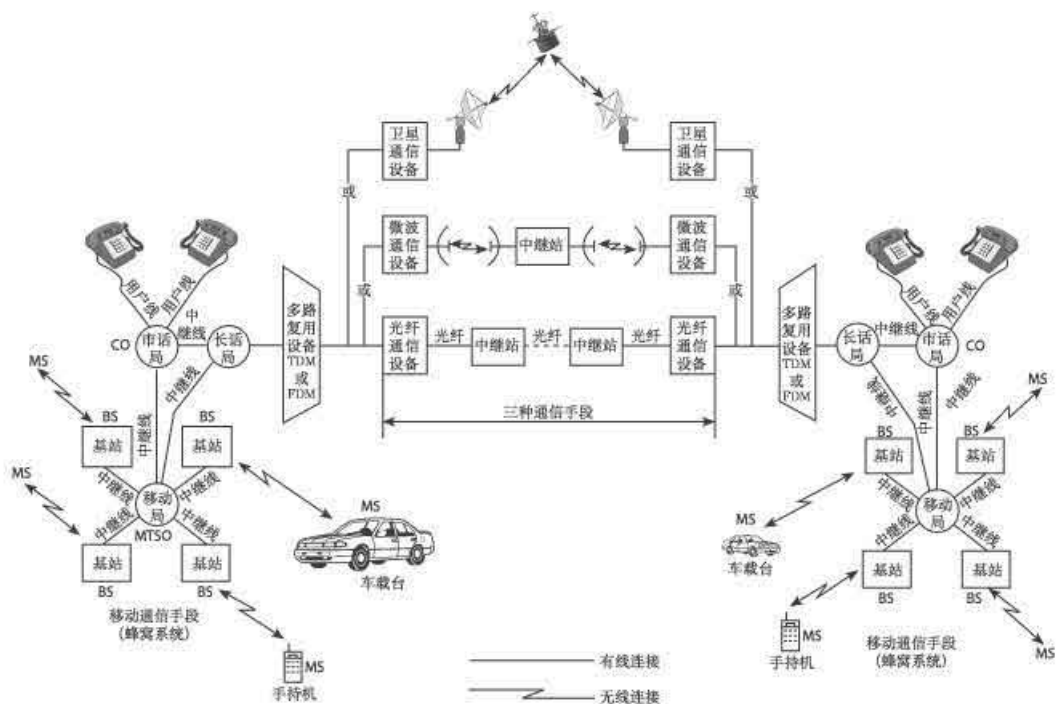 卫星
通信
设备
卫星
通信
设备
或
或
微波
通信
设备
中继站
微波
通信
设备
或
或
用户线
用户线
用户线
用户线
多路
复用
设备
TDM
或
FDM
光纤
通信
设备
光纤
中继站
光纤
中继站
光纤
光纤
通信
设备
多路
复用
设备
TDM
或
FDM
三种通信手段
CO
市话局
中继线
长话局
中继线
中继线
长话局
中继线
市话局
CO
中继线
中继线
中继线
MS
BS
基站
BS
基站
MS
中继线
中继线
移动局
MTSO
中继线
中继线
基站
BS
基站
BS
MS
车载台
移动通信手段
(蜂窝系统)
MS
手持机
BS
基站
BS
基站
MS
中继线
中继线
移动局
中继线
中继线
MS
车载台
基站
BS
基站
BS
MS
手持机
MS
移动通信手段
(蜂窝系统)
有线连接
无线连接